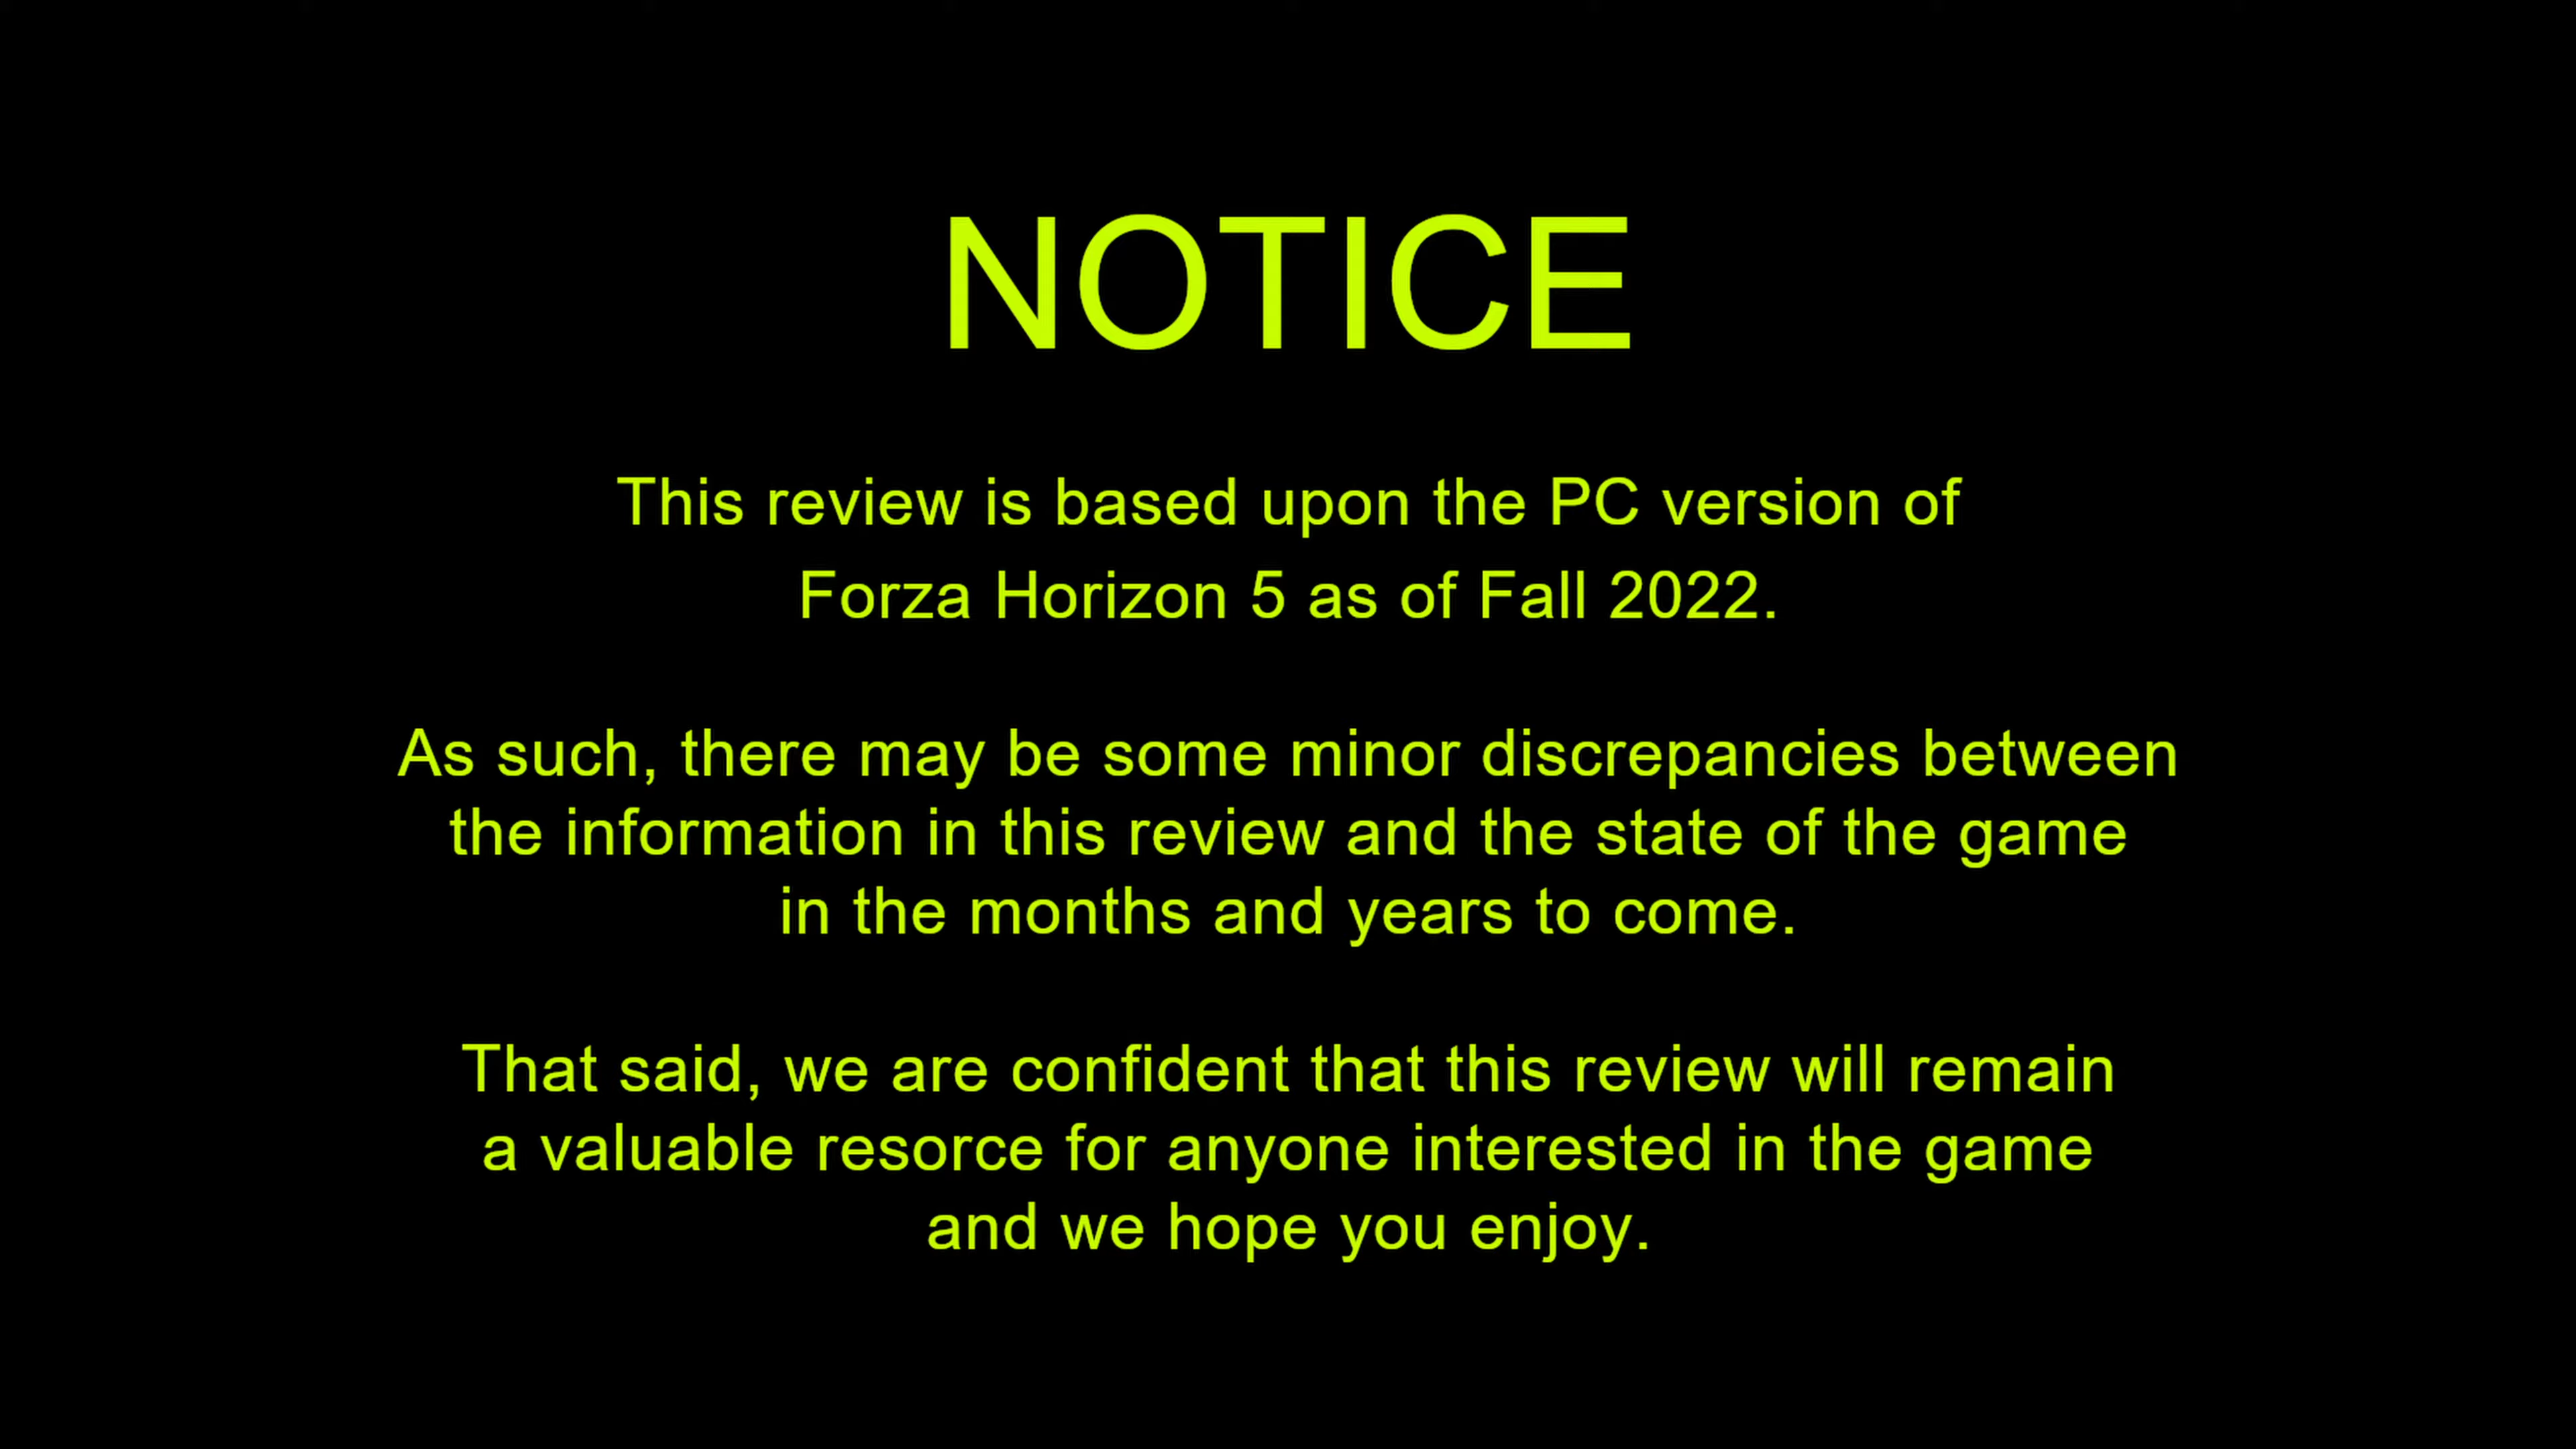 NOTICE
This review is based upon the PC version of
Forza Horizon 5 as of Fall 2022.
As such, there may be some minor discrepancies between
the information in this review and the state of the game
in the months and years to come.
That said, we are confident that this review will remain
a valuable resorce for anyone interested in the game
and we hope you enjoy.